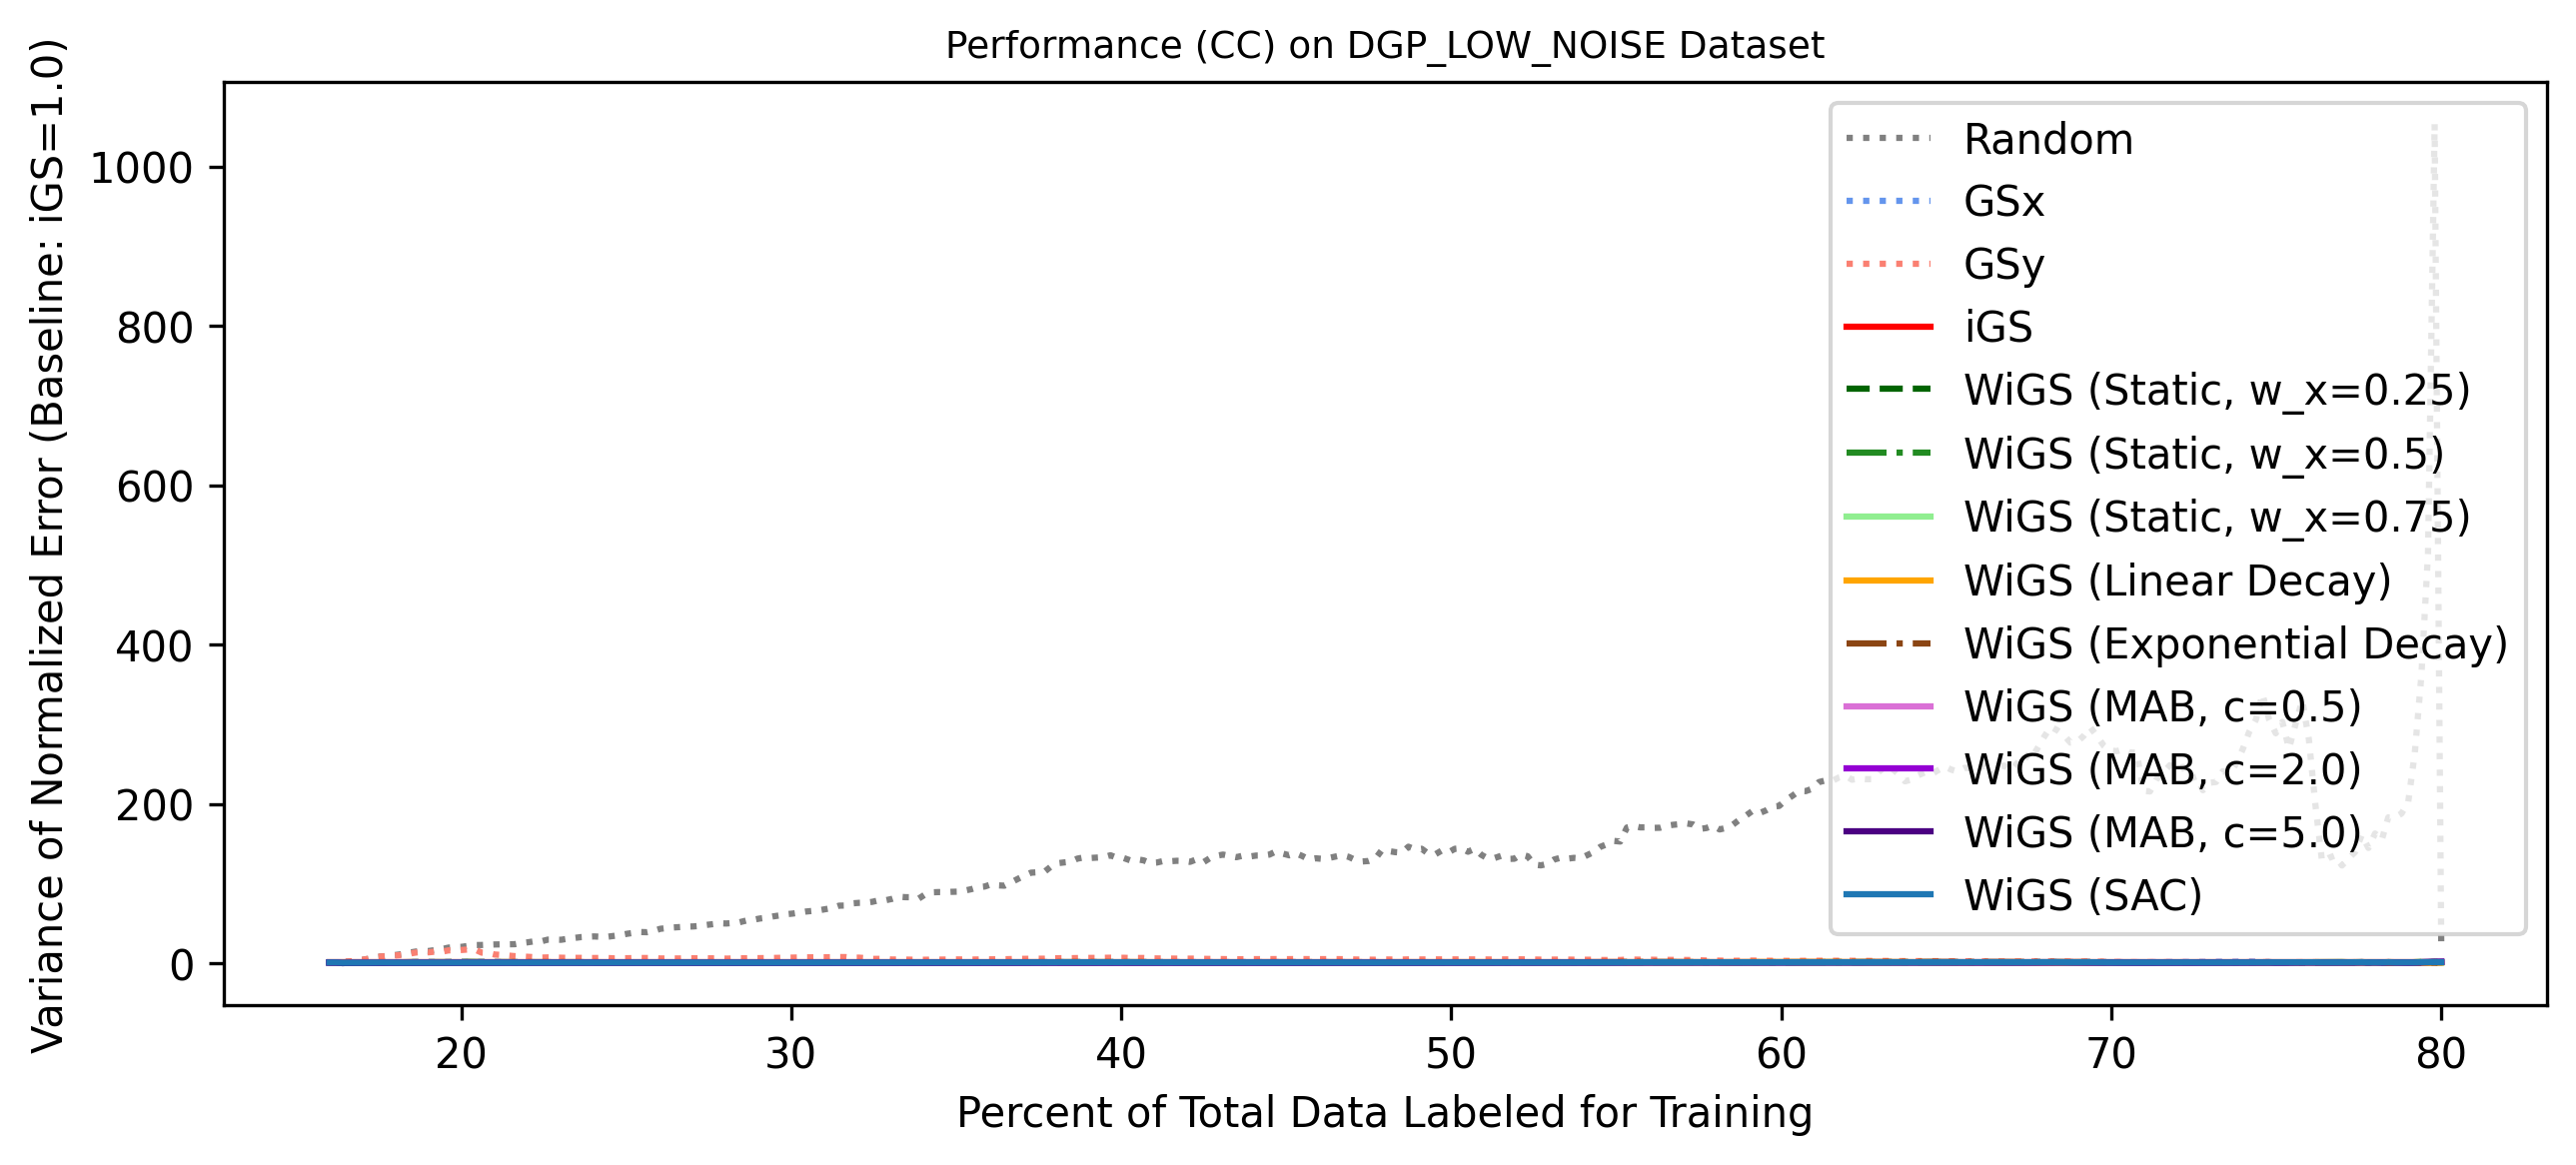 Performance (CC) on DGP_LOW_NOISE Dataset
Variance of Normalized Error (Baseline: iGS=1.0)
1000
800
600
400
200
0
Random
GSx
GSy
iGS
WiGS (Static, w_x=0.25)
WiGS (Static, w_x=0.5)
WiGS (Static, w_x=0.75)
WiGS (Linear Decay)
WiGS (Exponential Decay)
WiGS (MAB, c=0.5)
WiGS (MAB, c=2.0)
WiGS (MAB, c=5.0)
WiGS (SAC)
20 30 40 50 60 70 80
Percent of Total Data Labeled for Training